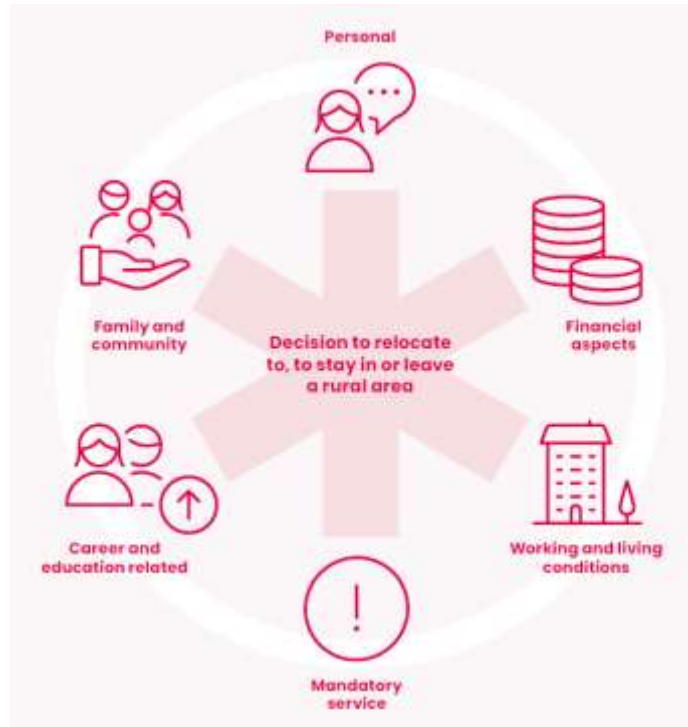 Personal
Financial
aspects
Working and living
conditions
Mandatory
service
Career and
education related
Family and
community
Decision to relocate
to, to stay in or leave
a rural area